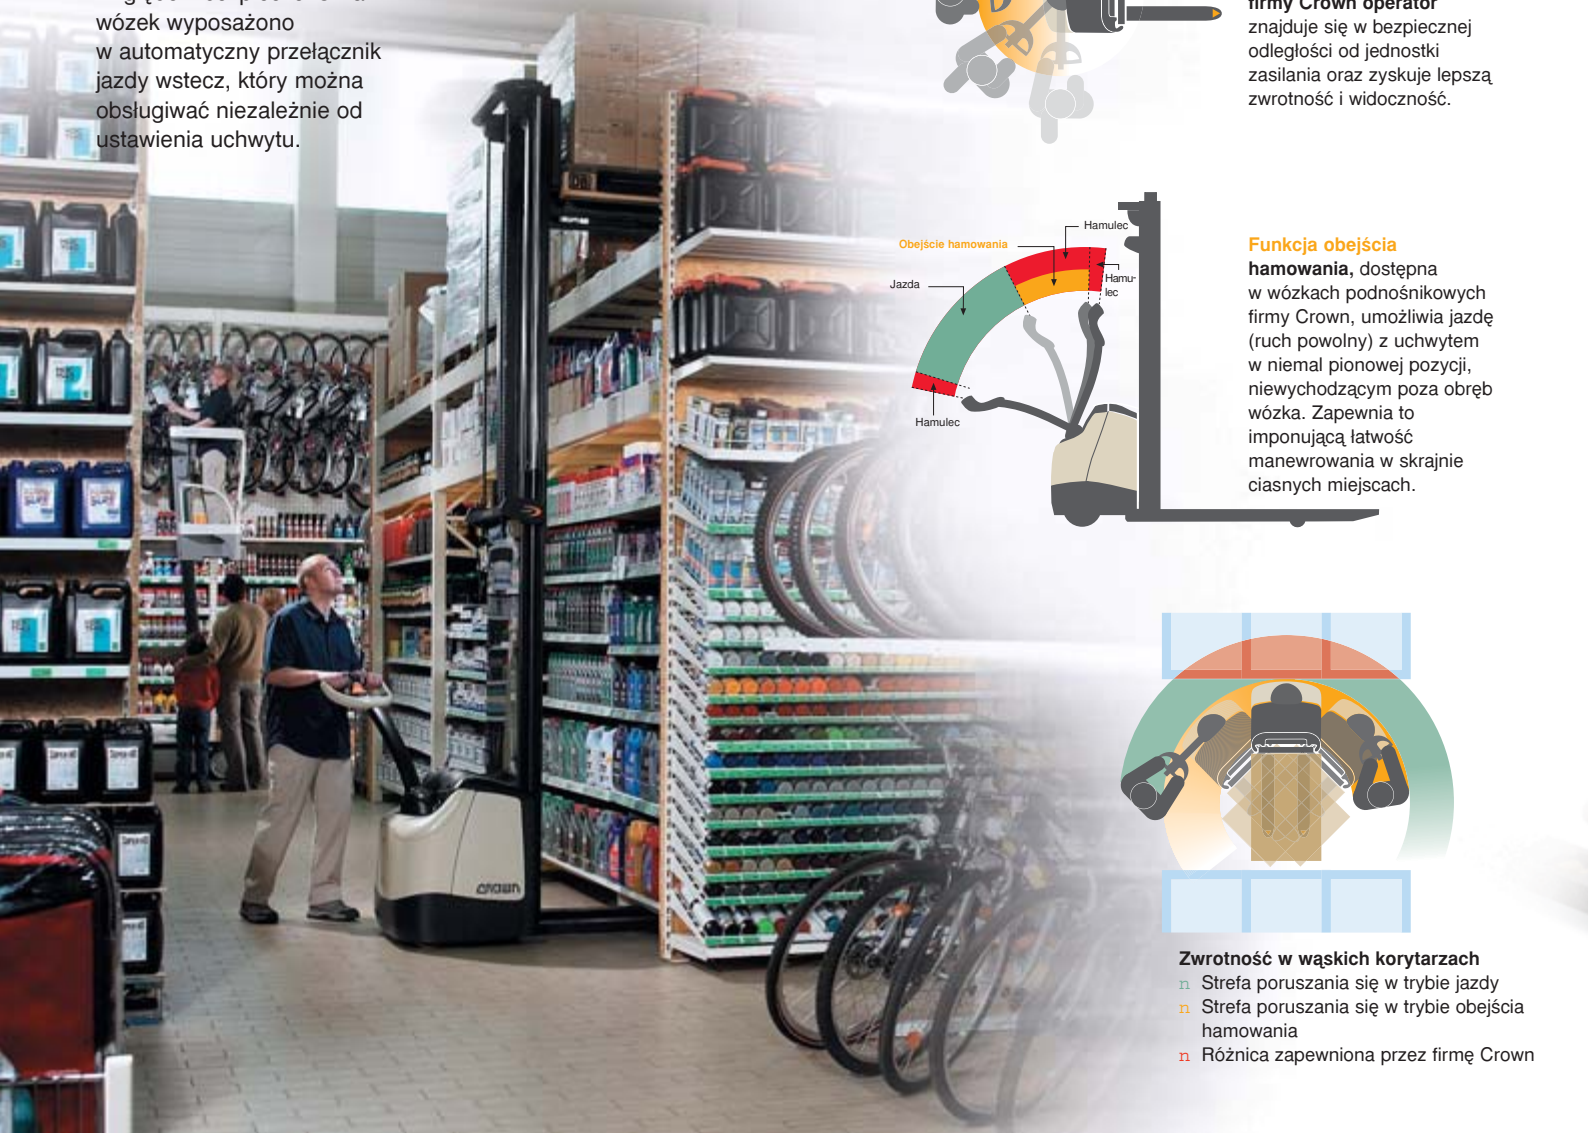 wózek wyposażono
w automatyczny przełącznik
jazdy wstecz, który można
obsługiwać niezależnie od
ustawienia uchwytu.
firmy Crown operator
znajduje się w bezpiecznej
odległości od jednostki
zasilania oraz zyskuje lepszą
zwrotność i widoczność.
Hamulec
Obejście hamowania
Hamu-
lec
Jazda
Hamulec
Funkcja obejścia
hamowania, dostępna
w wózkach podnośnikowych
firmy Crown, umożliwia jazdę
(ruch powolny) z uchwytem
w niemal pionowej pozycji,
niewychodzącym poza obręb
wózka. Zapewnia to
imponującą łatwość
manewrowania w skrajnie
ciasnych miejscach.
CROWN
Zwrotność w wąskich korytarzach
n Strefa poruszania się w trybie jazdy
n Strefa poruszania się w trybie obejścia
hamowania
n Różnica zapewniona przez firmę Crown